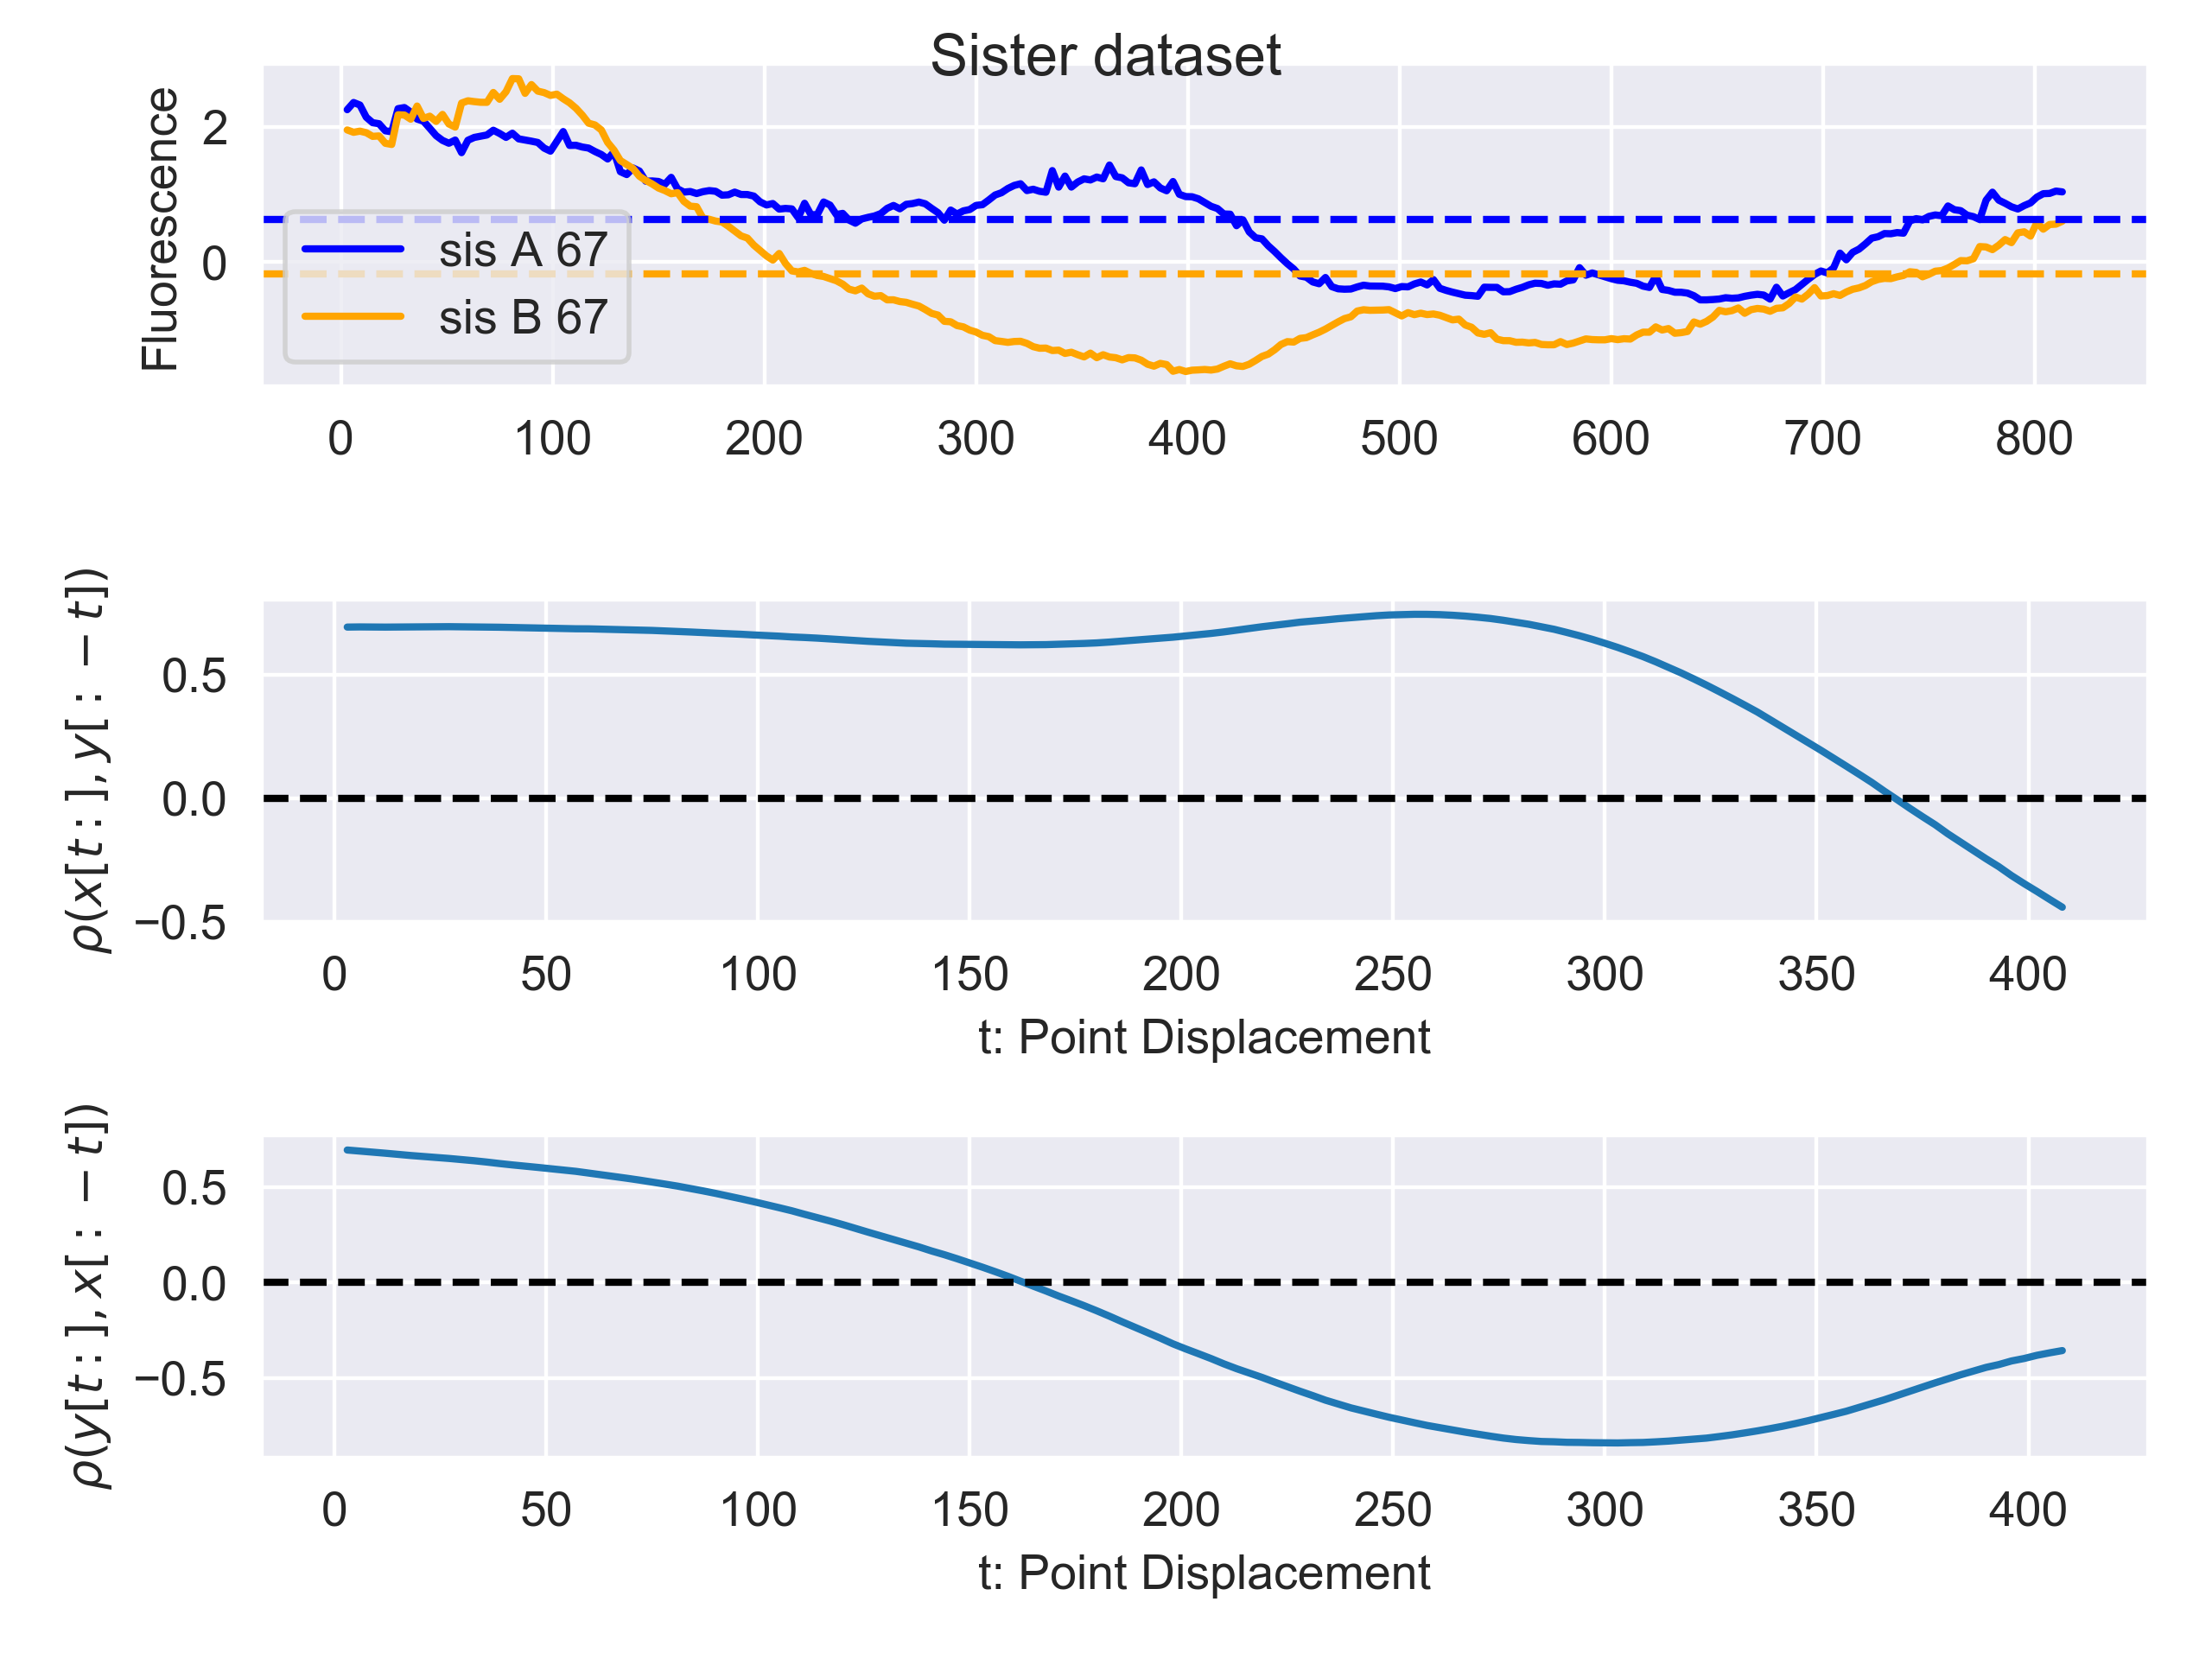 Sister dataset
Fluorescence
2
0
sis A 67
sis B 67
0 100 200 300 400 500 600 700 800
ρ(x[t:], y[: −t])
0.5
0.0
−0.5
0 50 100 150 200 250 300 350 400
t: Point Displacement
ρ(y[t:], x[: −t])
0.5
0.0
−0.5
0 50 100 150 200 250 300 350 400
t: Point Displacement